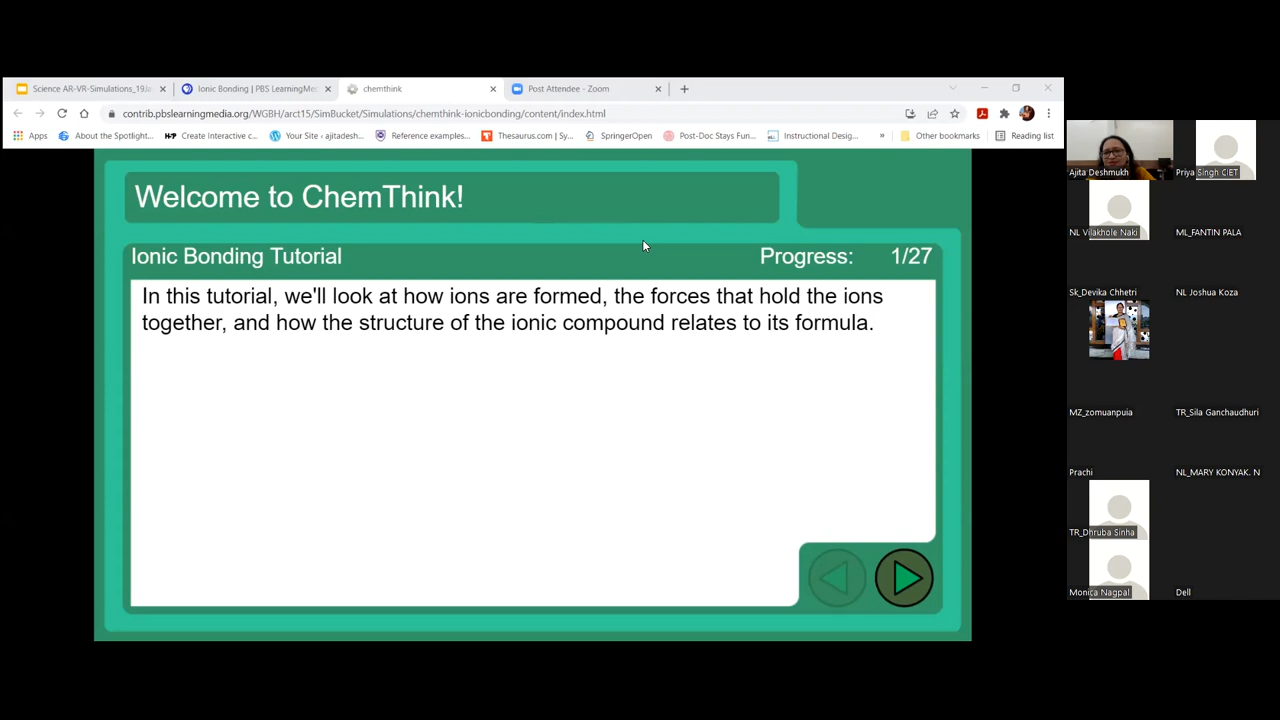 Science AR-VR-Simulations_19Ja
Ionic Bonding | PBS LearningMe
chemthink
Post Attendee - Zoom
contrib.pbslearningmedia.org/WGBH/arct15/SimBucket/Simulations/chemthink-ionicbonding/content/index.html
Apps
About the Spotlight...
Create Interactive c...
Your Site ‹ ajitadesh...
Reference examples...
Thesaurus.com | Sy...
SpringerOpen
Post-Doc Stays Fun...
Instructional Desig...
»
Other bookmarks
Reading list
Welcome to ChemThink!
Ionic Bonding Tutorial
Progress: 1/27
In this tutorial, we'll look at how ions are formed, the forces that hold the ions
together, and how the structure of the ionic compound relates to its formula.
Ajita Deshmukh
Priya Singh CIET
NL Vilakhole Naki
ML_FANTIN PALA
Sk_Devika Chhetri
NL Joshua Koza
MZ_zomuanpuia
TR_Sila Ganchaudhuri
Prachi
NL_MARY KONYAK. N
TR_Dhruba Sinha
Monica Nagpal
Dell